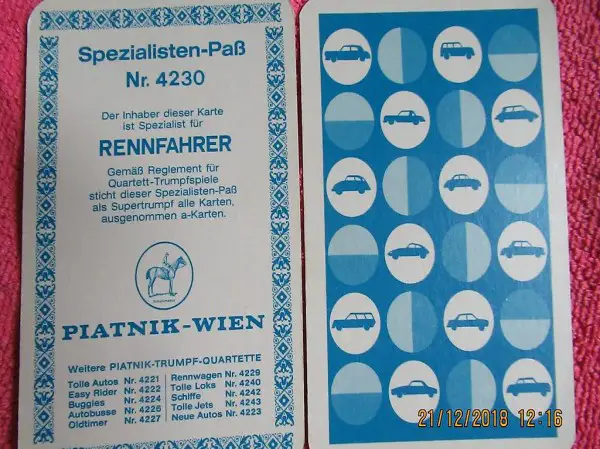 Spezialisten-Paß
Nr. 4230
Der Inhaber dieser Karte
ist Spezialist für
RENNFAHRER
Gemäß Reglement für
Quartett-Trumpfspiele
sticht dieser Spezialisten-Paß
als Supertrumpf alle Karten,
ausgenommen a-Karten.
PIATNIK-WIEN
Weitere PIATNIK-TRUMPF-QUARTETTE
Tolle Autos Nr. 4221
Easy Rider Nr. 4222
Buggies Nr. 4224
Autobusse Nr. 4226
Oldtimer Nr. 4227
Rennwagen Nr. 4229
Tolle Loks Nr. 4240
Schiffe Nr. 4242
Tolle Jets Nr. 4243
Neue Autos Nr. 4223
21/12/2018 12:16